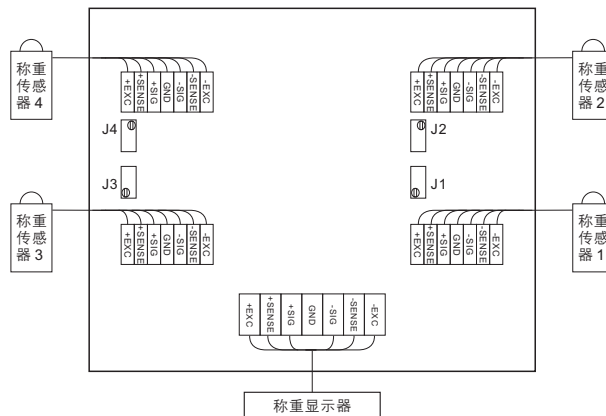 称重
传感
器4
+EXC
+SENSE
+SIG
GND
-SIG
-SENSE
-EXC
J4
称重
传感
器2
+EXC
+SENSE
+SIG
GND
-SIG
-SENSE
-EXC
J2
称重
传感
器3
J3
+EXC
+SENSE
+SIG
GND
-SIG
-SENSE
-EXC
称重
传感
器1
J1
+EXC
+SENSE
+SIG
GND
-SIG
-SENSE
-EXC
+EXC
+SENSE
+SIG
GND
-SIG
-SENSE
-EXC
称重显示器